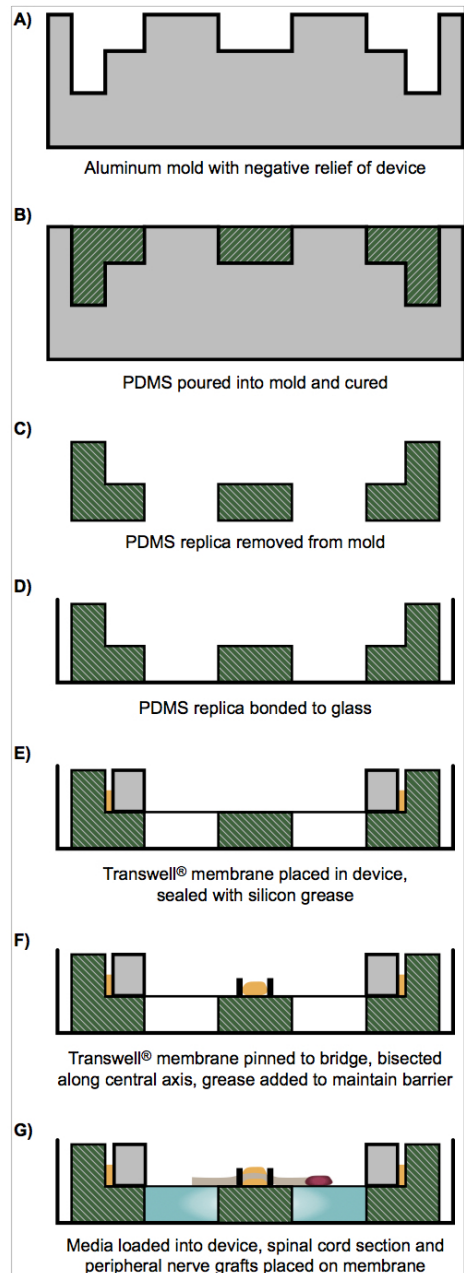 A)
Aluminum mold with negative relief of device
B)
PDMS poured into mold and cured
C)
PDMS replica removed from mold
D)
PDMS replica bonded to glass
E)
Transwell® membrane placed in device,
sealed with silicon grease
F)
Transwell® membrane pinned to bridge, bisected
along central axis, grease added to maintain barrier
G)
Media loaded into device, spinal cord section and
peripheral nerve grafts placed on membrane